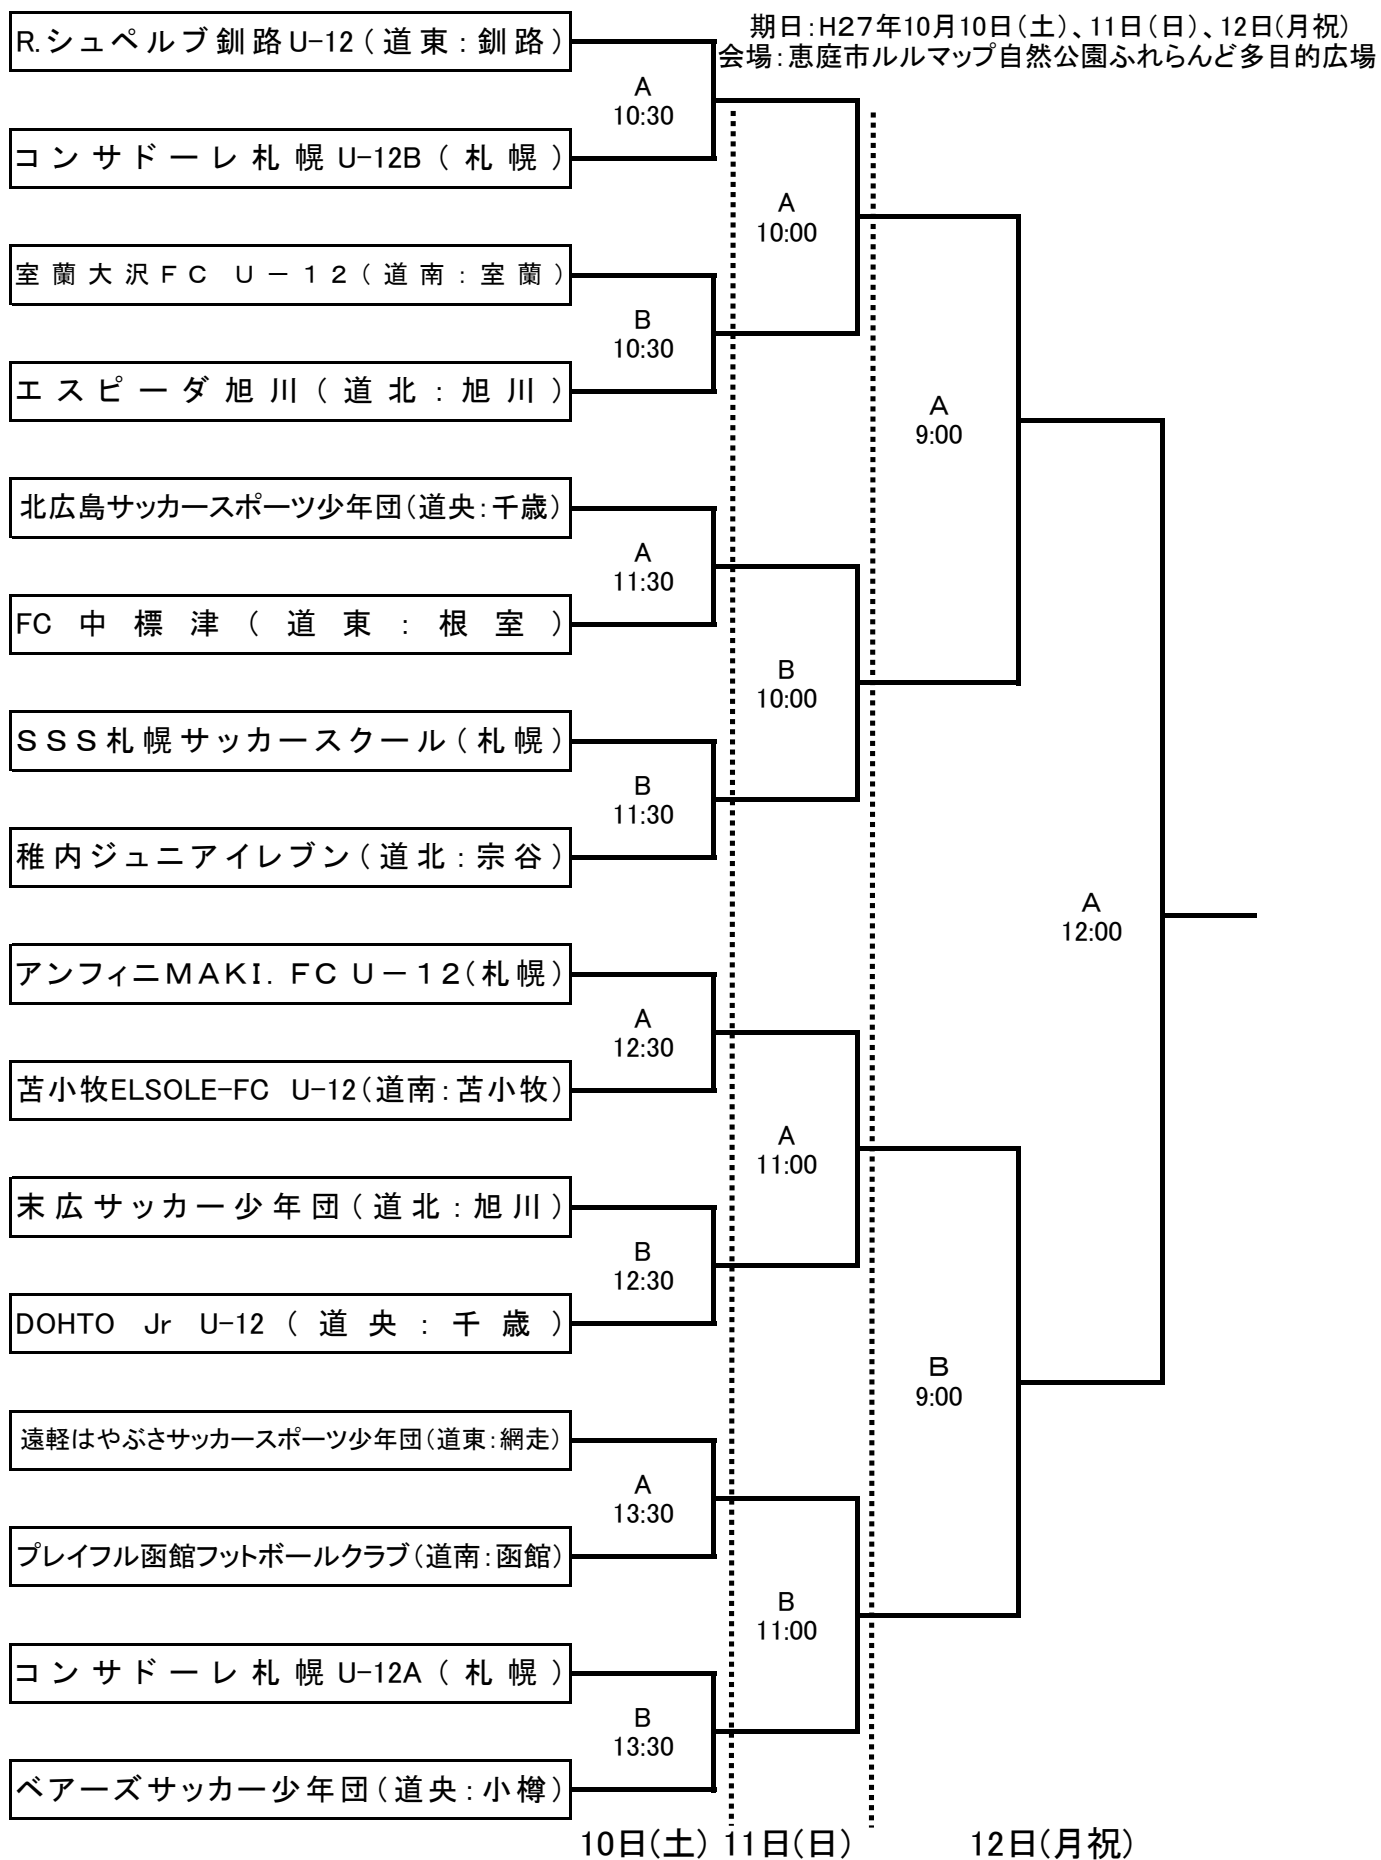 R.シュペルブ釧路U-12(道東:釧路)
期日:H27年10月10日(土)、11日(日)、12日(月祝)
会場:恵庭市ルルマップ自然公園ふれらんど多目的広場
A
10:30
コンサドーレ札幌U-12B(札幌)
A
10:00
室蘭大沢FC U-12(道南:室蘭)
B
10:30
エスピーダ旭川(道北:旭川)
A
9:00
北広島サッカースポーツ少年団(道央:千歳)
A
11:30
FC中標津(道東:根室)
B
10:00
SSS札幌サッカースクール(札幌)
B
11:30
稚内ジュニアイレブン(道北:宗谷)
A
12:00
アンフィニMAKI.FC U-12(札幌)
A
12:30
苫小牧ELSOLE-FC U-12(道南:苫小牧)
A
11:00
末広サッカー少年団(道北:旭川)
B
12:30
DOHTO Jr U-12(道央:千歳)
B
9:00
遠軽はやぶさサッカースポーツ少年団(道東:網走)
A
13:30
プレイフル函館フットボールクラブ(道南:函館)
B
11:00
コンサドーレ札幌U-12A(札幌)
B
13:30
ベアーズサッカー少年団(道央:小樽)
10日(土) 11日(日) 12日(月祝)